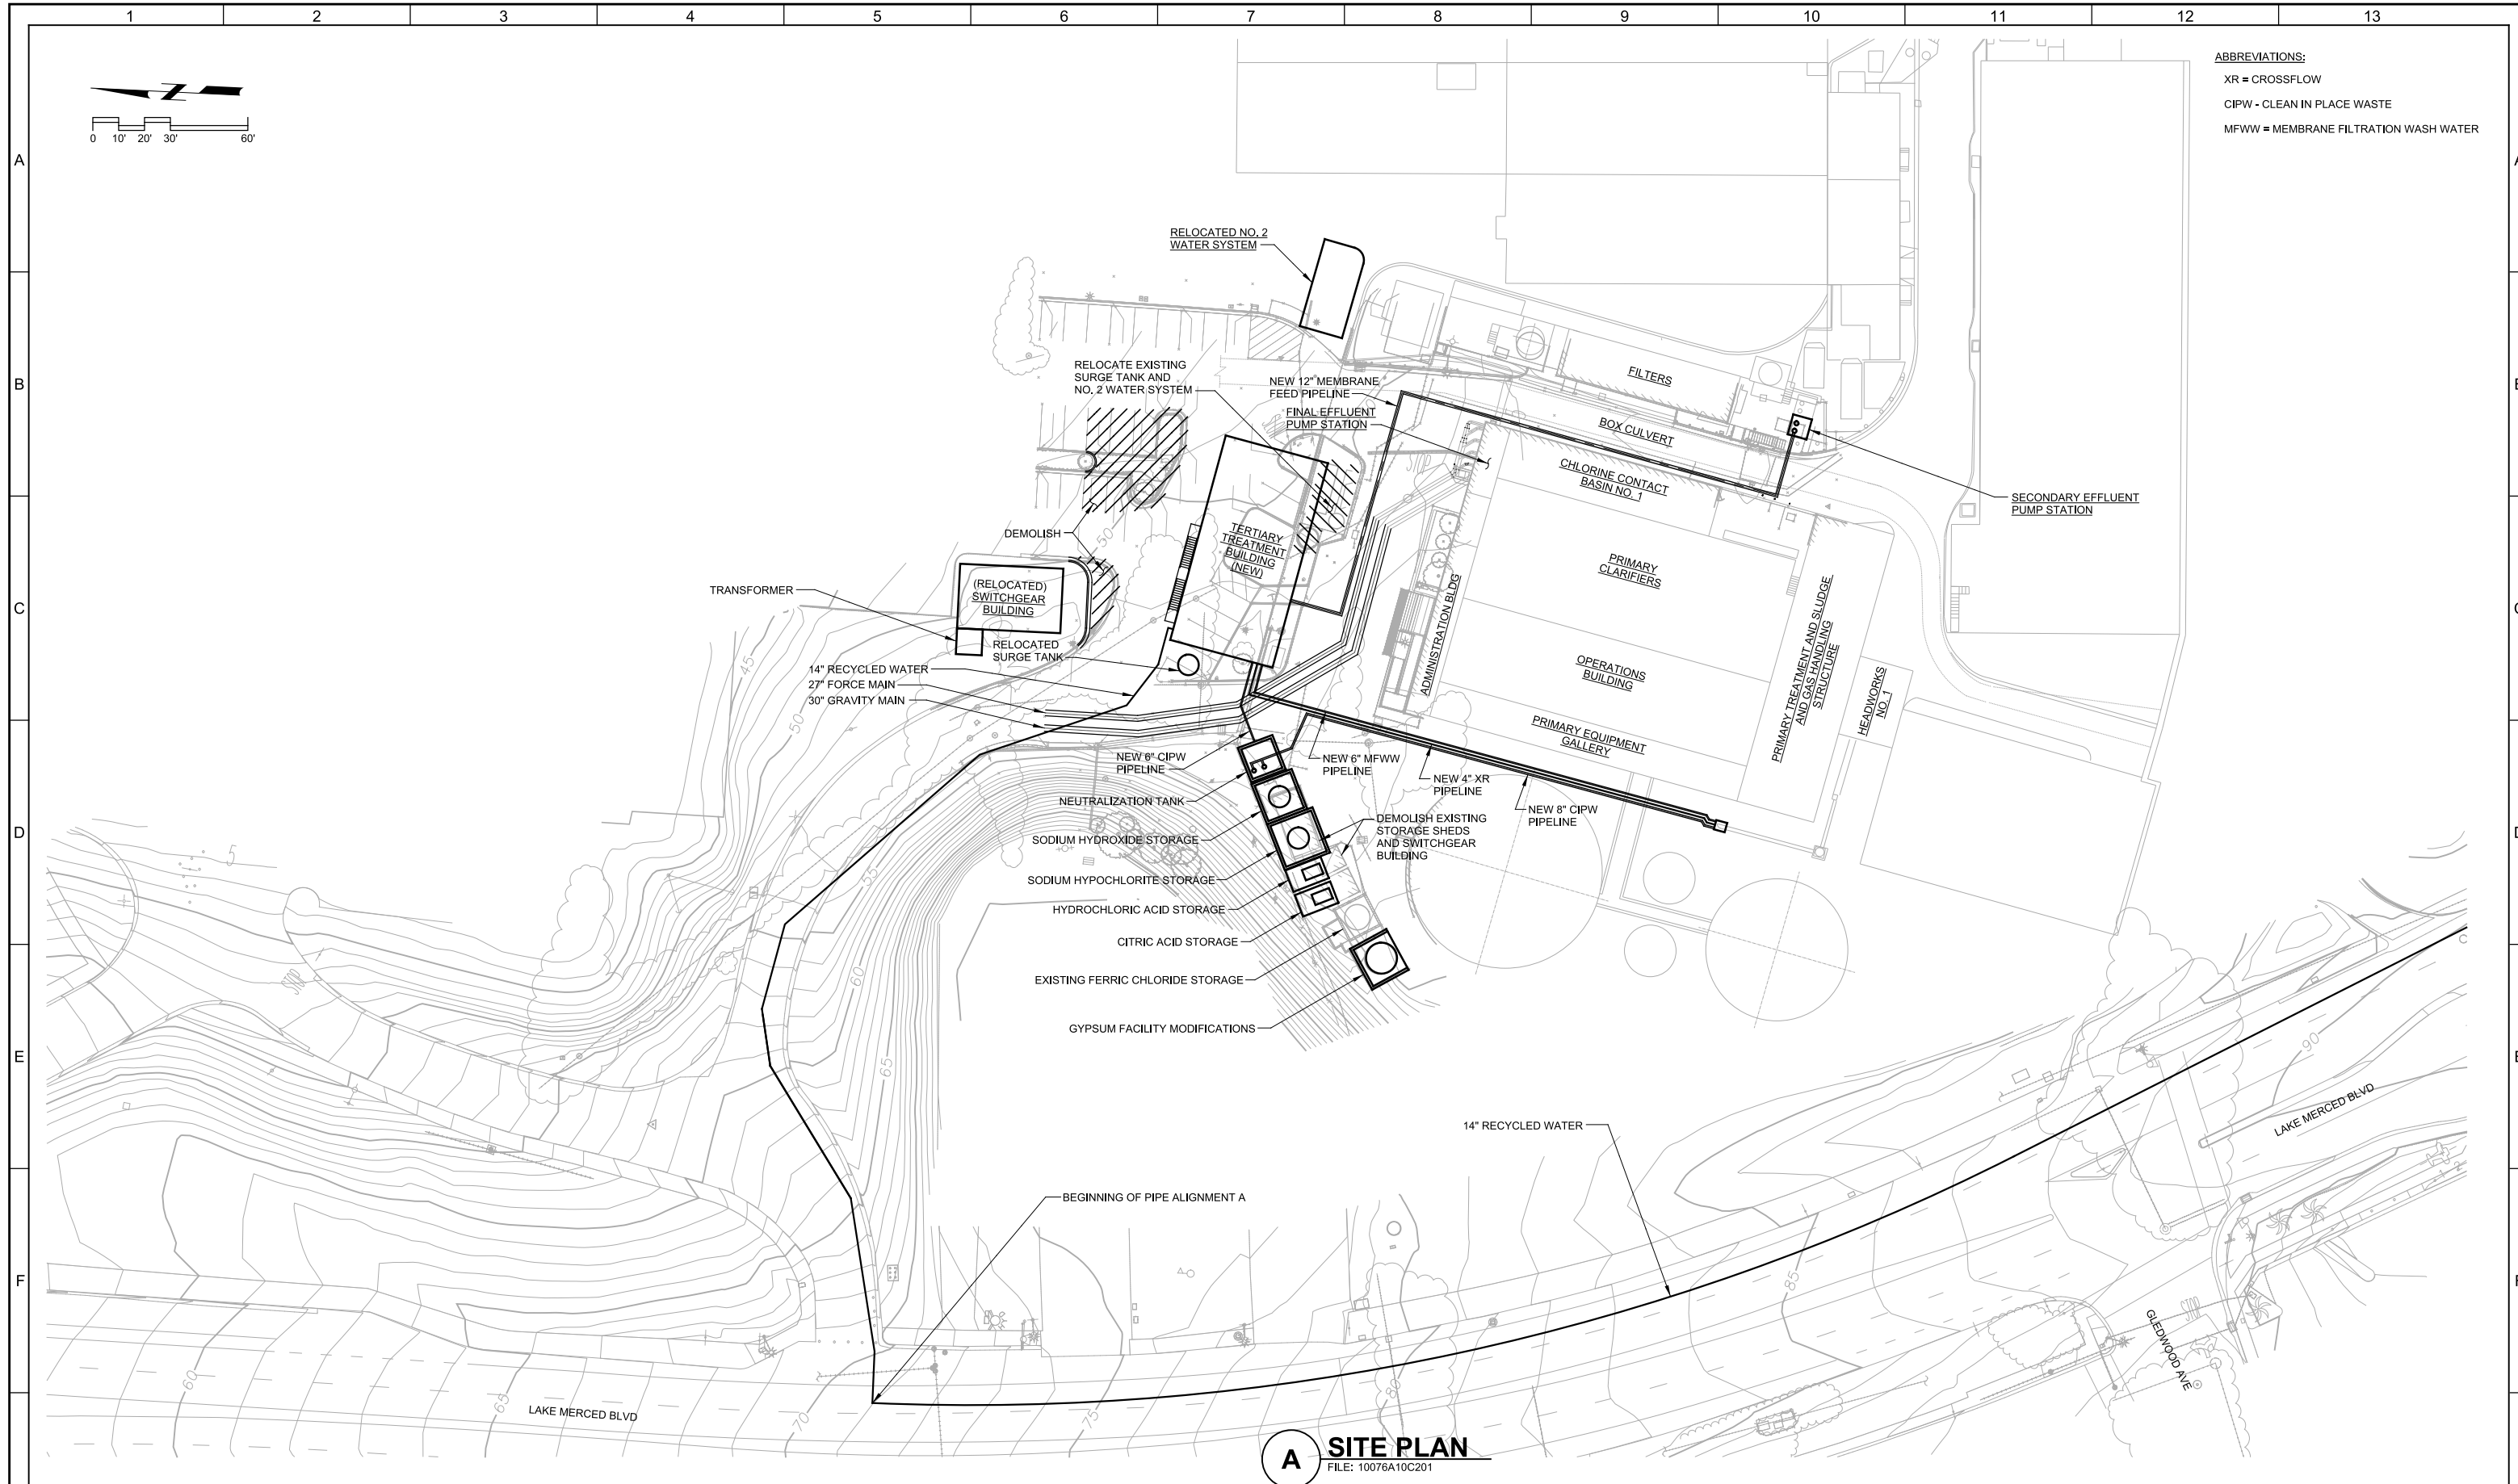 1 2 3 4 5 6 7 8 9 10 11 12 13
ABBREVIATIONS:
XR = CROSSFLOW
CIPW - CLEAN IN PLACE WASTE
MFWW = MEMBRANE FILTRATION WASH WATER
Z
0 10' 20' 30' 60'
A
A
RELOCATED NO. 2
WATER SYSTEM
B
B
RELOCATE EXISTING
SURGE TANK AND
NO. 2 WATER SYSTEM
NEW 12" MEMBRANE
FEED PIPELINE
FINAL EFFLUENT
PUMP STATION
FILTERS
BOX CULVERT
CHLORINE CONTACT
BASIN NO. 1
SECONDARY EFFLUENT
PUMP STATION
DEMOLISH
50
TERTIARY
TREATMENT
BUILDING
(NEW)
TRANSFORMER
(RELOCATED)
SWITCHGEAR
BUILDING
C
C
PRIMARY
CLARIFIERS
ADMINISTRATION BLDG
RELOCATED
SURGE TANK
14" RECYCLED WATER
27" FORCE MAIN
30" GRAVITY MAIN
OPERATIONS
BUILDING
PRIMARY TREATMENT AND SLUDGE
AND GAS HANDLING
STRUCTURE
HEADWORKS
NO. 1
PRIMARY EQUIPMENT
GALLERY
45
50
NEW 6" CIPW
PIPELINE
NEW 6" MFWW
PIPELINE
NEW 4" XR
PIPELINE
NEW 8" CIPW
PIPELINE
NEUTRALIZATION TANK
D
D
SODIUM HYDROXIDE STORAGE
DEMOLISH EXISTING
STORAGE SHEDS
AND SWITCHGEAR
BUILDING
SODIUM HYPOCHLORITE STORAGE
55
HYDROCHLORIC ACID STORAGE
CITRIC ACID STORAGE
EXISTING FERRIC CHLORIDE STORAGE
60
GYPSUM FACILITY MODIFICATIONS
E
E
65
90
LAKE MERCED BLVD
14" RECYCLED WATER
BEGINNING OF PIPE ALIGNMENT A
F
F
85
GLEDWOOD AVE
60
65
70
75
80
LAKE MERCED BLVD
A
SITE PLAN
FILE: 10076A10C201